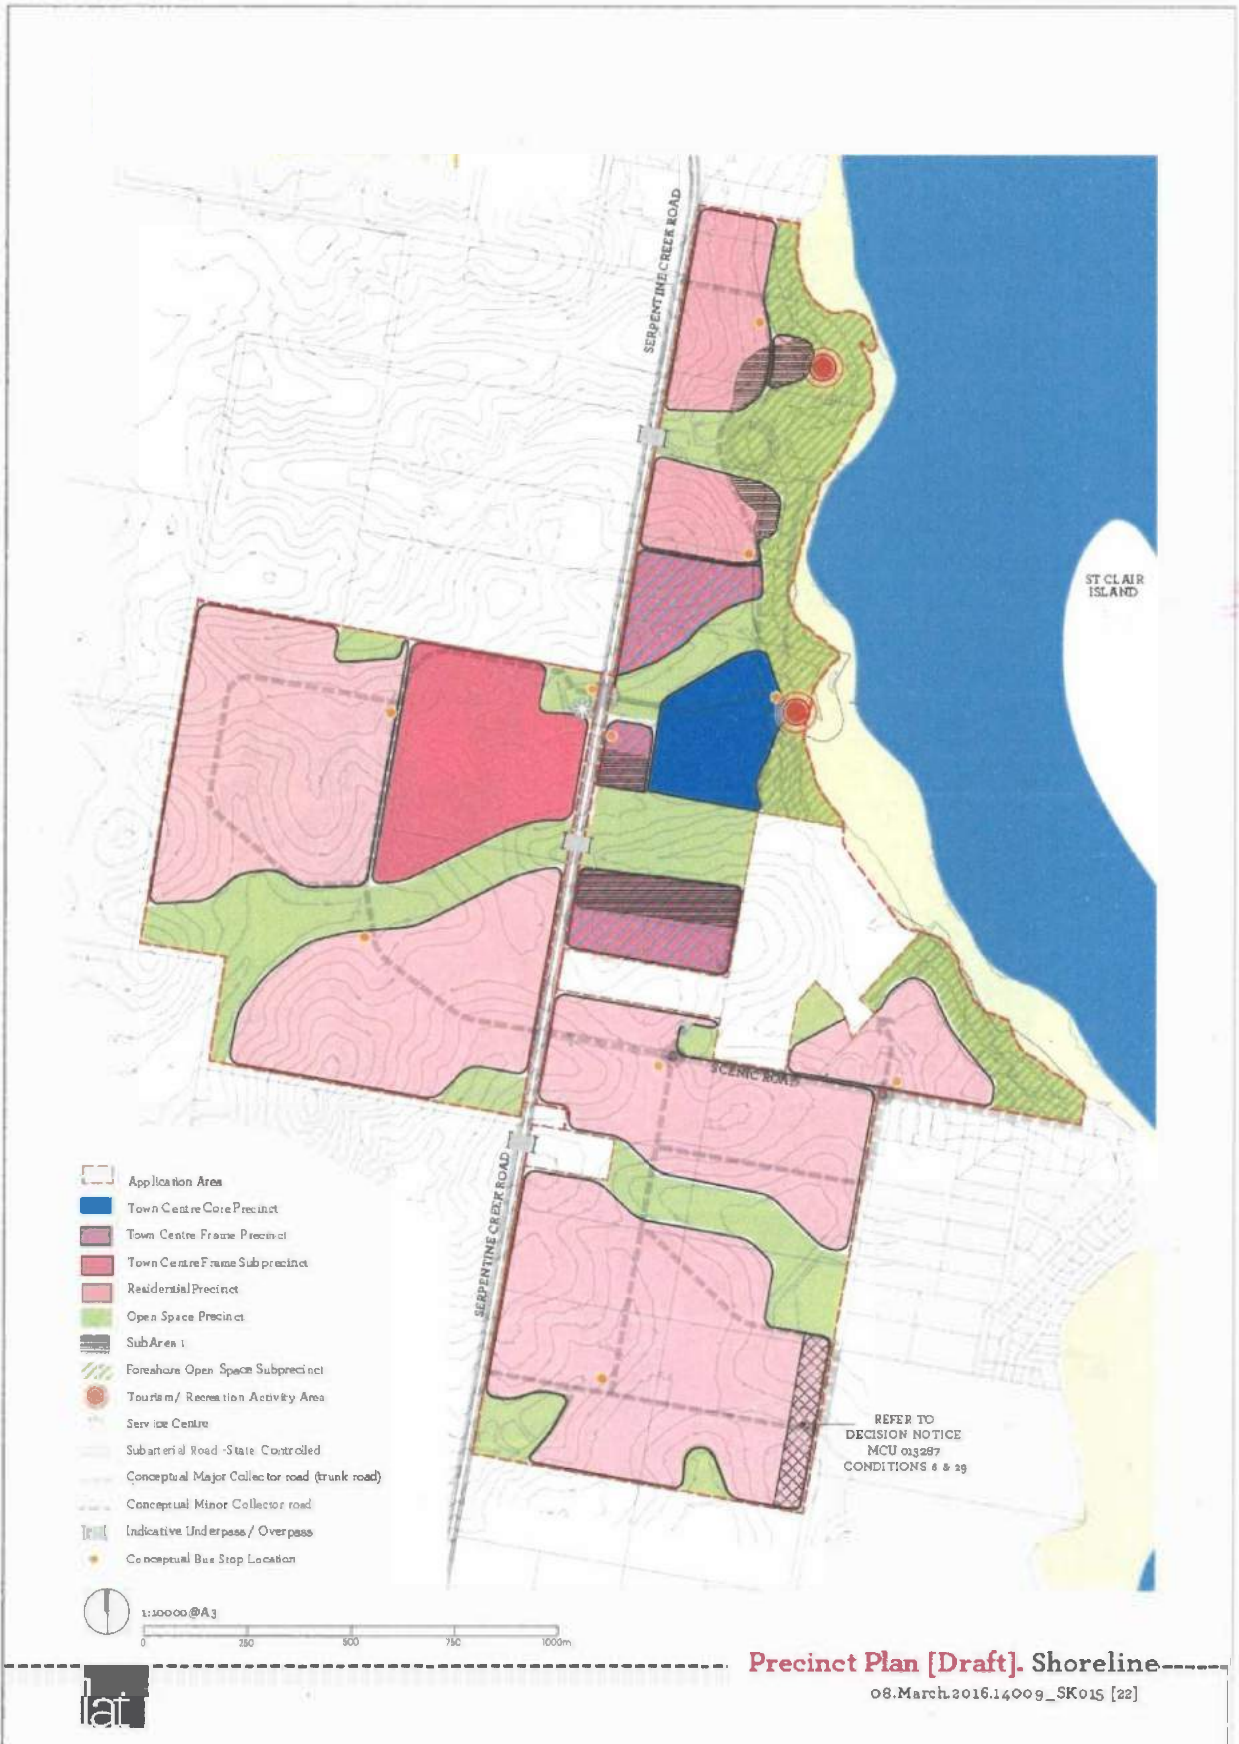 SERPENTINE CREEK ROAD
ST CLAIR
ISLAND
SCENIC ROAD
SERPENTINE CREEK ROAD
Application Area
Town Centre Core Precinct
Town Centre Frame Precinct
Town Centre Frame Subprecinct
Residential Precinct
Open Space Precinct
SubArea 1
Foreshore Open Space Subprecinct
Tourism/ Recreation Activity Area
Service Centre
Subarterial Road -State Controlled
Conceptual Major Collector road (trunk road)
Conceptual Minor Collector road
Indicative Underpass/ Overpass
Conceptual Bus Stop Location
REFER TO
DECISION NOTICE
MCU 013287
CONDITIONS 8 & 29
1:10000@A3
0 250 500 750 1000m
Precinct Plan [Draft]. Shoreline
08.March.2016.14009_SK015 [22]
lat